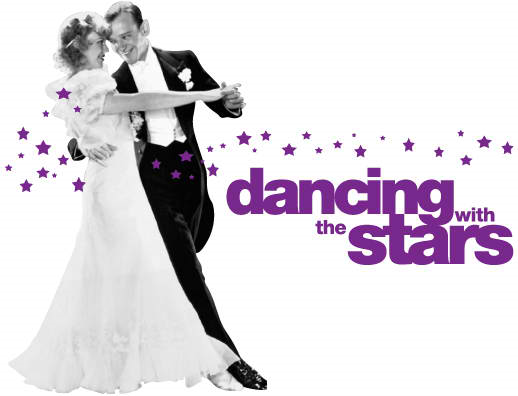 dancing with
the stars